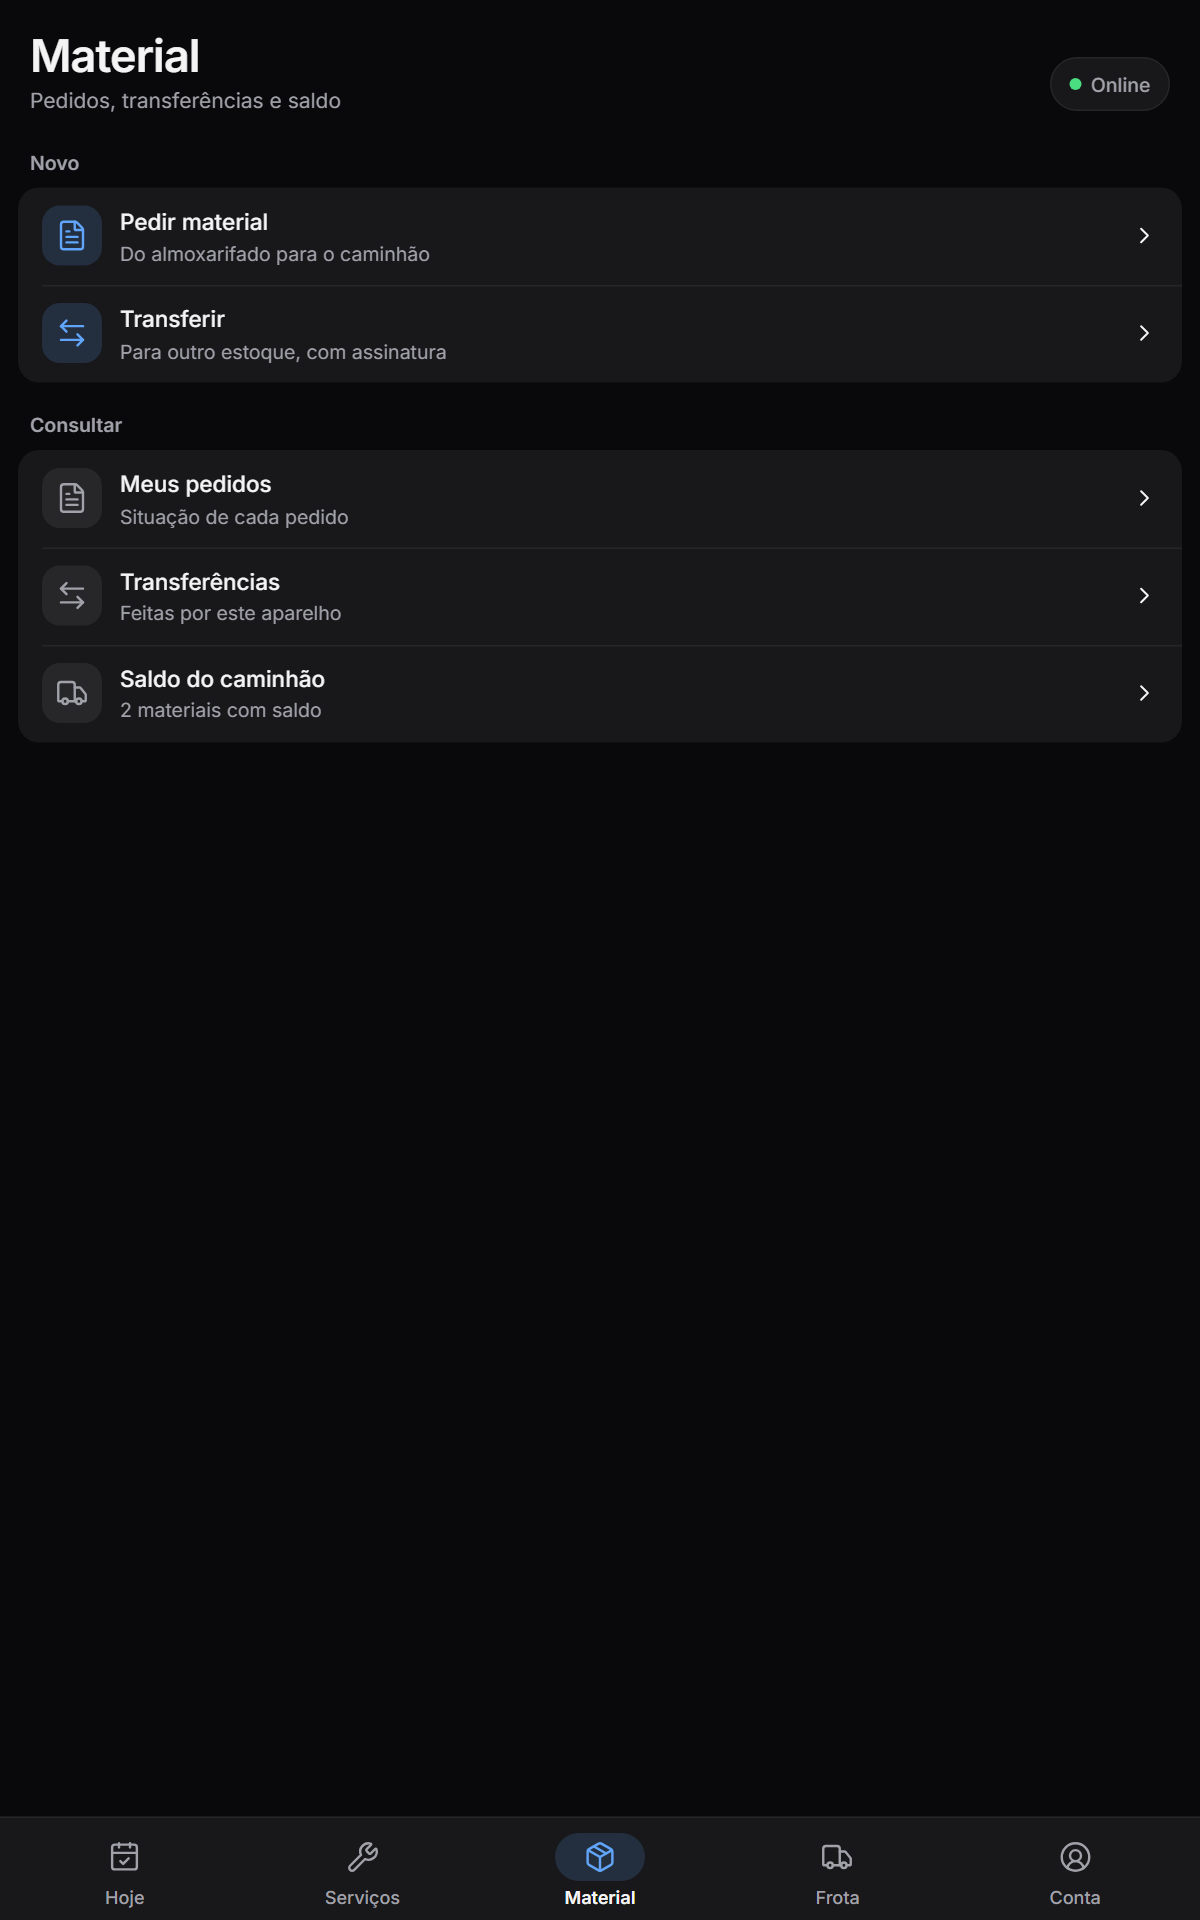 Material
Pedidos, transferências e saldo
Online
Novo
Pedir material
Do almoxarifado para o caminhão
Transferir
Para outro estoque, com assinatura
Consultar
Meus pedidos
Situação de cada pedido
Transferências
Feitas por este aparelho
Saldo do caminhão
2 materiais com saldo
Hoje
Serviços
Material
Frota
Conta